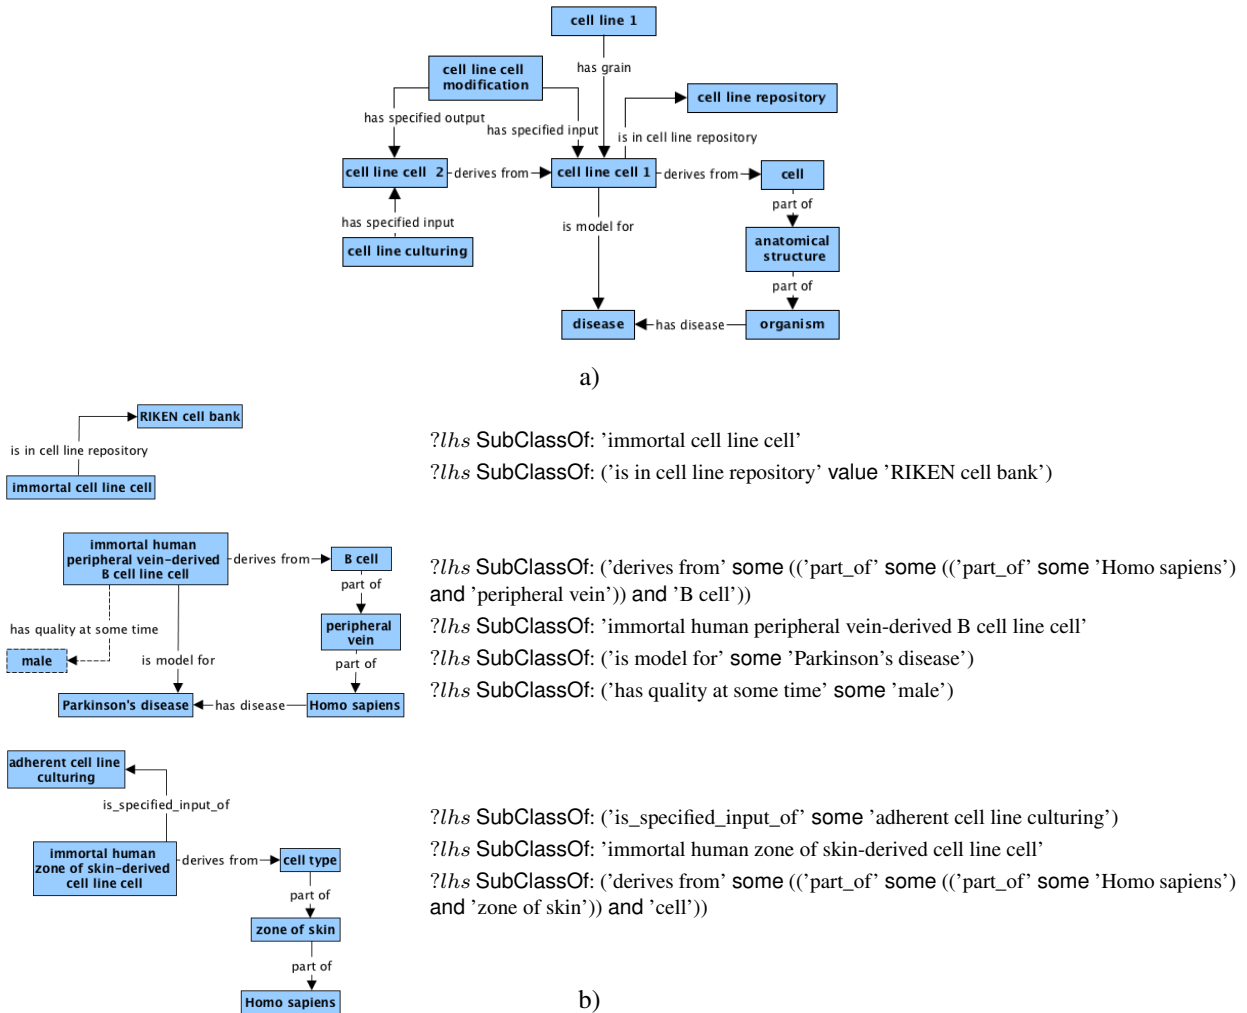 cell line 1
has grain
cell line cell
modification
cell line repository
has specified output
has specified input
is in cell line repository
cell line cell 2
derives from
cell line cell 1
derives from
cell
has specified input
part of
cell line culturing
is model for
anatomical
structure
part of
disease
has disease
organism
a)
RIKEN cell bank
is in cell line repository
immortal cell line cell
?lhs SubClassOf: ’immortal cell line cell’
?lhs SubClassOf: (’is in cell line repository’ value ’RIKEN cell bank’)
immortal human
peripheral vein-derived
B cell line cell
derives from
B cell
part of
has quality at some time
peripheral
vein
male
is model for
part of
Parkinson's disease
has disease
Homo sapiens
?lhs SubClassOf: (’derives from’ some ((’part_of’ some ((’part_of’ some ’Homo sapiens’)
and ’peripheral vein’)) and ’B cell’))
?lhs SubClassOf: ’immortal human peripheral vein-derived B cell line cell’
?lhs SubClassOf: (’is model for’ some ’Parkinson’s disease’)
?lhs SubClassOf: (’has quality at some time’ some ’male’)
adherent cell line
culturing
is_specified_input_of
immortal human
zone of skin-derived
cell line cell
derives from
cell type
part of
zone of skin
part of
Homo sapiens
?lhs SubClassOf: (’is_specified_input_of’ some ’adherent cell line culturing’)
?lhs SubClassOf: ’immortal human zone of skin-derived cell line cell’
?lhs SubClassOf: (’derives from’ some ((’part_of’ some ((’part_of’ some ’Homo sapiens’)
and ’zone of skin’)) and ’cell’))
b)